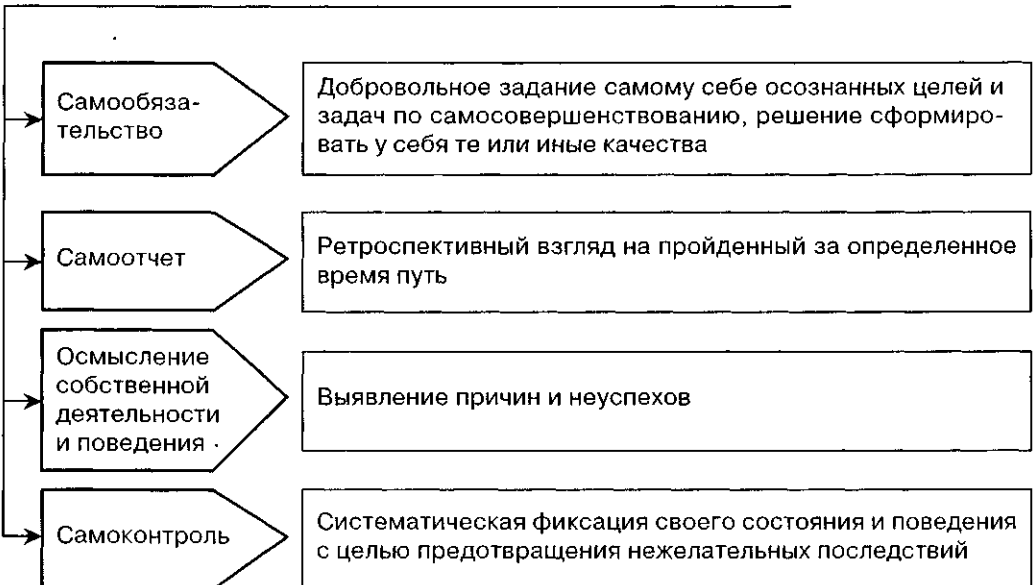 Самообяза-
тельство
Добровольное задание самому себе осознанных целей и
задач по самосовершенствованию, решение сформиро-
вать у себя те или иные качества
Самоотчет
Ретроспективный взгляд на пройденный за определенное
время путь
Осмысление
собственной
деятельности
и поведения
Выявление причин и неуспехов
Самоконтроль
Систематическая фиксация своего состояния и поведения
с целью предотвращения нежелательных последствий